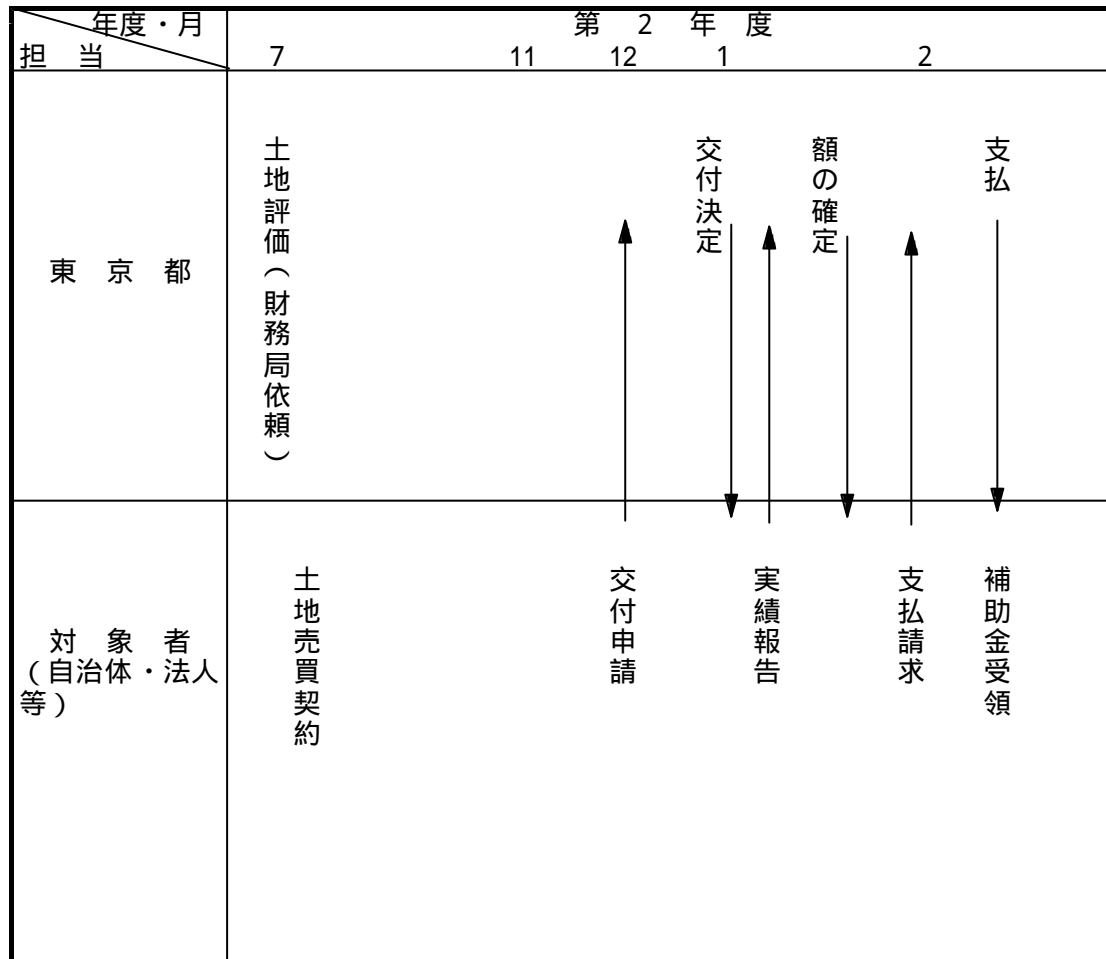 年度・月
担 当
第 2 年 度
7 11 12 1 2
東 京 都
土地評価(財務局依頼)
交付決定
額の確定
支払
対 象 者
(自治体・法人
等)
土地売買契約
交付申請
実績報告
支払請求
補助金受領